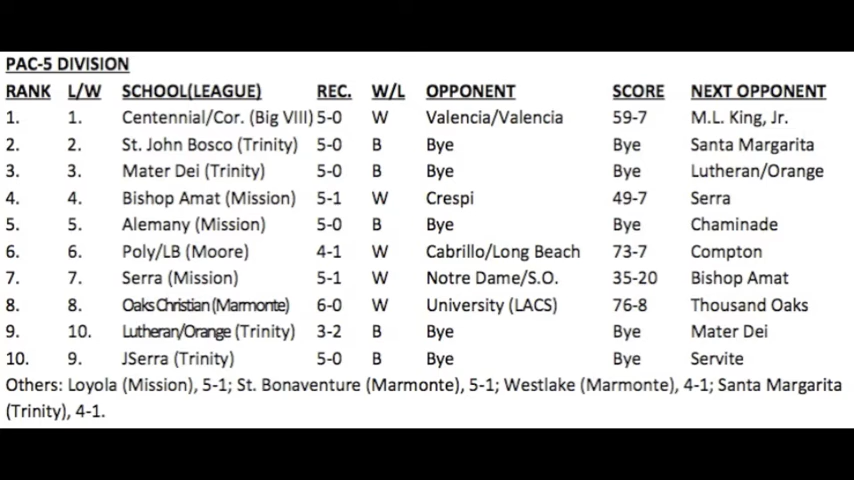 PAC-5 DIVISION
RANK L/W SCHOOL(LEAGUE) REC. W/L OPPONENT SCORE NEXT OPPONENT
1. 1. Centennial/Cor. (Big VIII) 5-0 W Valencia/Valencia 59-7 M.L. King, Jr.
2. 2. St. John Bosco (Trinity) 5-0 B Bye Bye Santa Margarita
3. 3. Mater Dei (Trinity) 5-0 B Bye Bye Lutheran/Orange
4. 4. Bishop Amat (Mission) 5-1 W Crespi 49-7 Serra
5. 5. Alemany (Mission) 5-0 B Bye Bye Chaminade
6. 6. Poly/LB (Moore) 4-1 W Cabrillo/Long Beach 73-7 Compton
7. 7. Serra (Mission) 5-1 W Notre Dame/S.O. 35-20 Bishop Amat
8. 8. Oaks Christian (Marmonte) 6-0 W University (LACS) 76-8 Thousand Oaks
9. 10. Lutheran/Orange (Trinity) 3-2 B Bye Bye Mater Dei
10. 9. JSerra (Trinity) 5-0 B Bye Bye Servite
Others: Loyola (Mission), 5-1; St. Bonaventure (Marmonte), 5-1; Westlake (Marmonte), 4-1; Santa Margarita
(Trinity), 4-1.